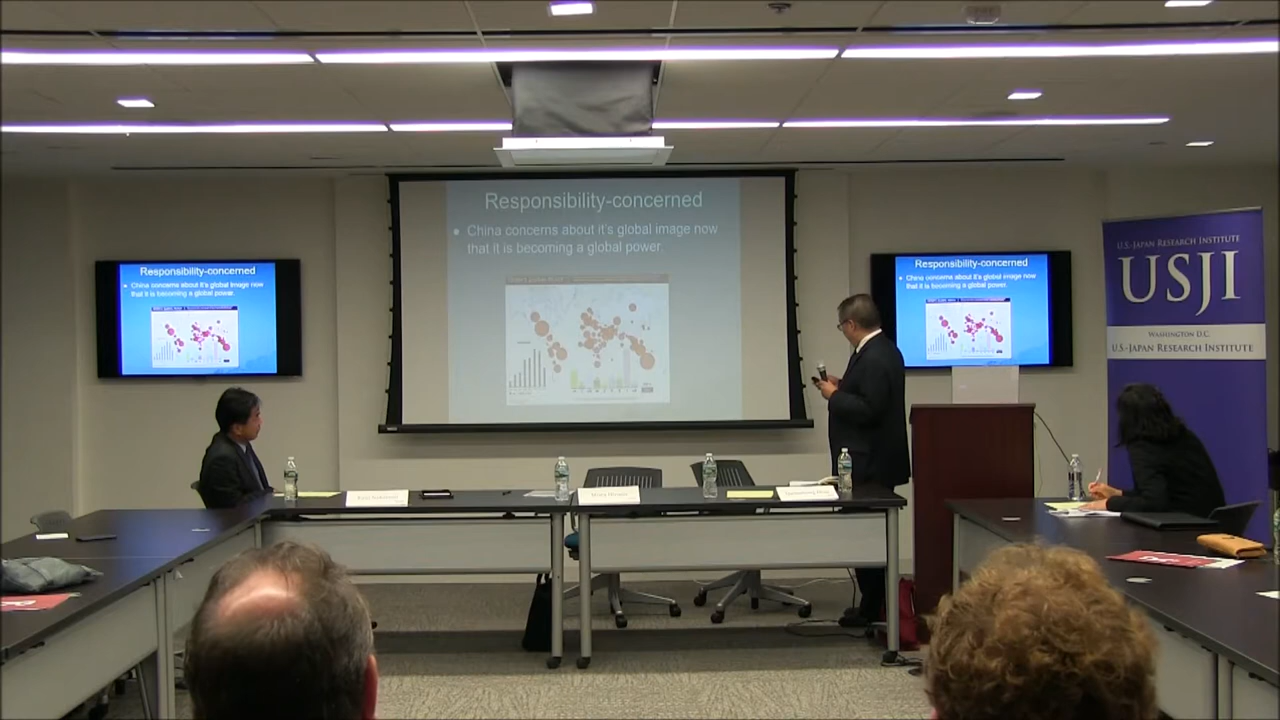 Responsibility-concerned
• China concerns about it's global image now
that it is becoming a global power.
Responsibility-concerned
• China concerns about it's global image now
that it is becoming a global power.
Responsibility-concerned
• China concerns about it's global image now
that it is becoming a global power.
U.S.-JAPAN RESEARCH INSTITUTE
USJI
WASHINGTON D.C.
U.S.-JAPAN RESEARCH INSTITUTE